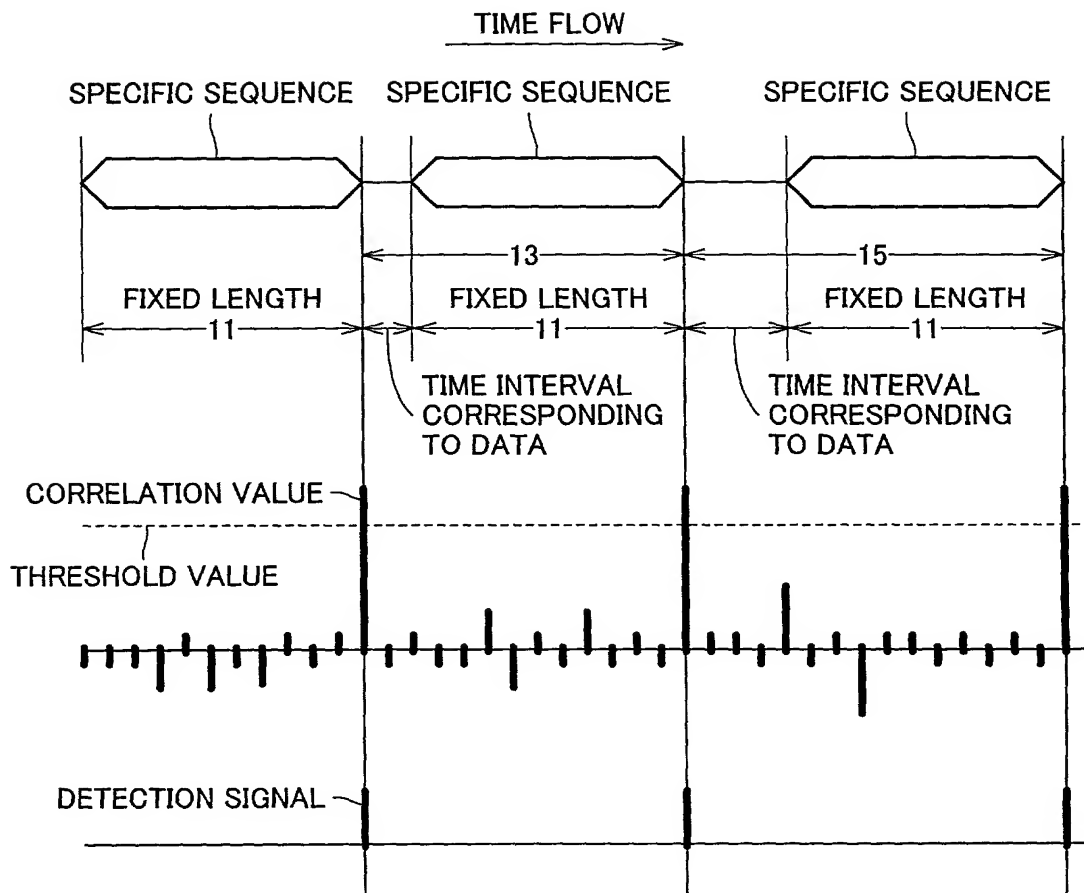 TIME FLOW
SPECIFIC SEQUENCE SPECIFIC SEQUENCE SPECIFIC SEQUENCE
13 15
FIXED LENGTH FIXED LENGTH FIXED LENGTH
11 11 11
TIME INTERVAL
CORRESPONDING
TO DATA
TIME INTERVAL
CORRESPONDING
TO DATA
CORRELATION VALUE
THRESHOLD VALUE
DETECTION SIGNAL